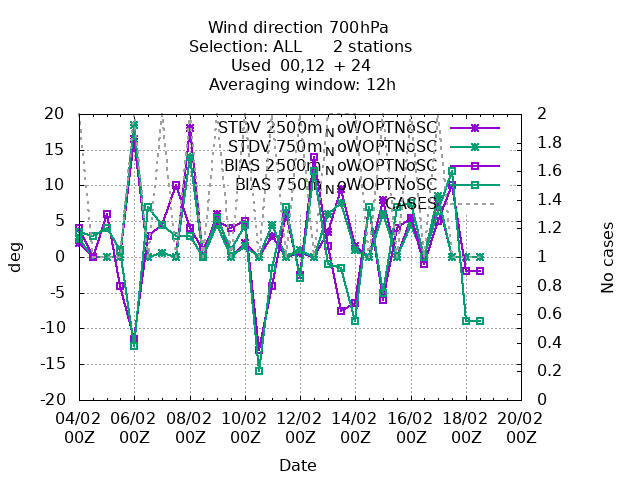 Wind direction 700hPa
Selection: ALL      2 stations
Used  00,12  + 24
Averaging window: 12h
STDV 2500m NoWOPTNoSC
STDV 750m NoWOPTNoSC
BIAS 2500m NoWOPTNoSC
BIAS 750m NoWOPTNoSC
CASES
deg
20
15
10
5
0
-5
-10
-15
-20
No cases
2
1.8
1.6
1.4
1.2
1
0.8
0.6
0.4
0.2
0
04/02 06/02 08/02 10/02 12/02 14/02 16/02 18/02 20/02
00Z 00Z 00Z 00Z 00Z 00Z 00Z 00Z 00Z
Date